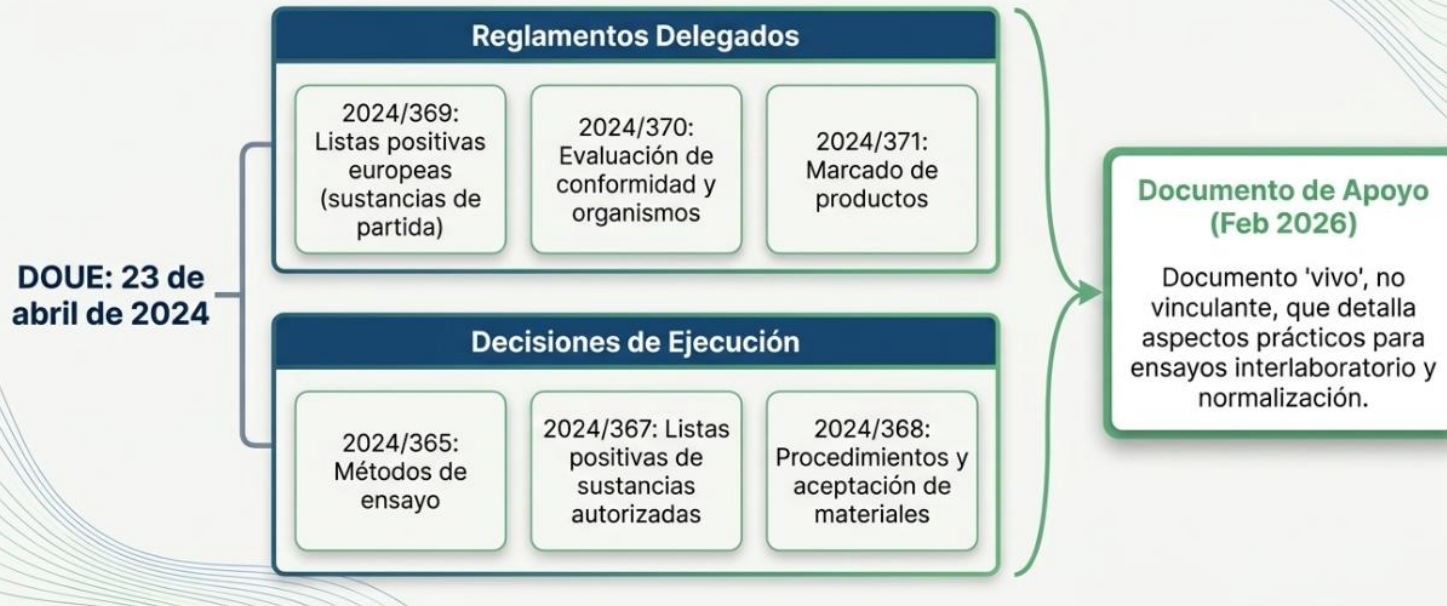 DOUE: 23 de
abril de 2024
Reglamentos Delegados
2024/369:
Listas positivas
europeas
(sustancias de
partida)
2024/370:
Evaluación de
conformidad y
organismos
2024/371:
Marcado de
productos
Decisiones de Ejecución
2024/365:
Métodos de
ensayo
2024/367: Listas
positivas de
sustancias
autorizadas
2024/368:
Procedimientos y
aceptación de
materiales
Documento de Apoyo
(Feb 2026)
Documento 'vivo', no
vinculante, que detalla
aspectos prácticos para
ensayos interlaboratorio y
normalización.